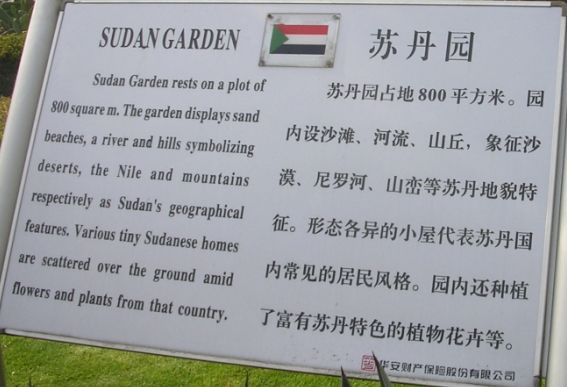 SUDAN GARDEN
Sudan Garden rests on a plot of
800 square m. The garden displays sand
beaches, a river and hills symbolizing
deserts, the Nile and mountains
respectively as Sudan's geographical
features. Various tiny Sudanese homes
are scattered over the ground amid
flowers and plants from that country.
苏丹园
苏丹园占地800平方米。园
内设沙滩、河流、山丘，象征沙
漠、尼罗河、山峦等苏丹地貌特
征。形态各异的小屋代表苏丹国
内常见的居民风格。园内还种植
了富有苏丹特色的植物花卉等。
华安财产保险股份有限公司